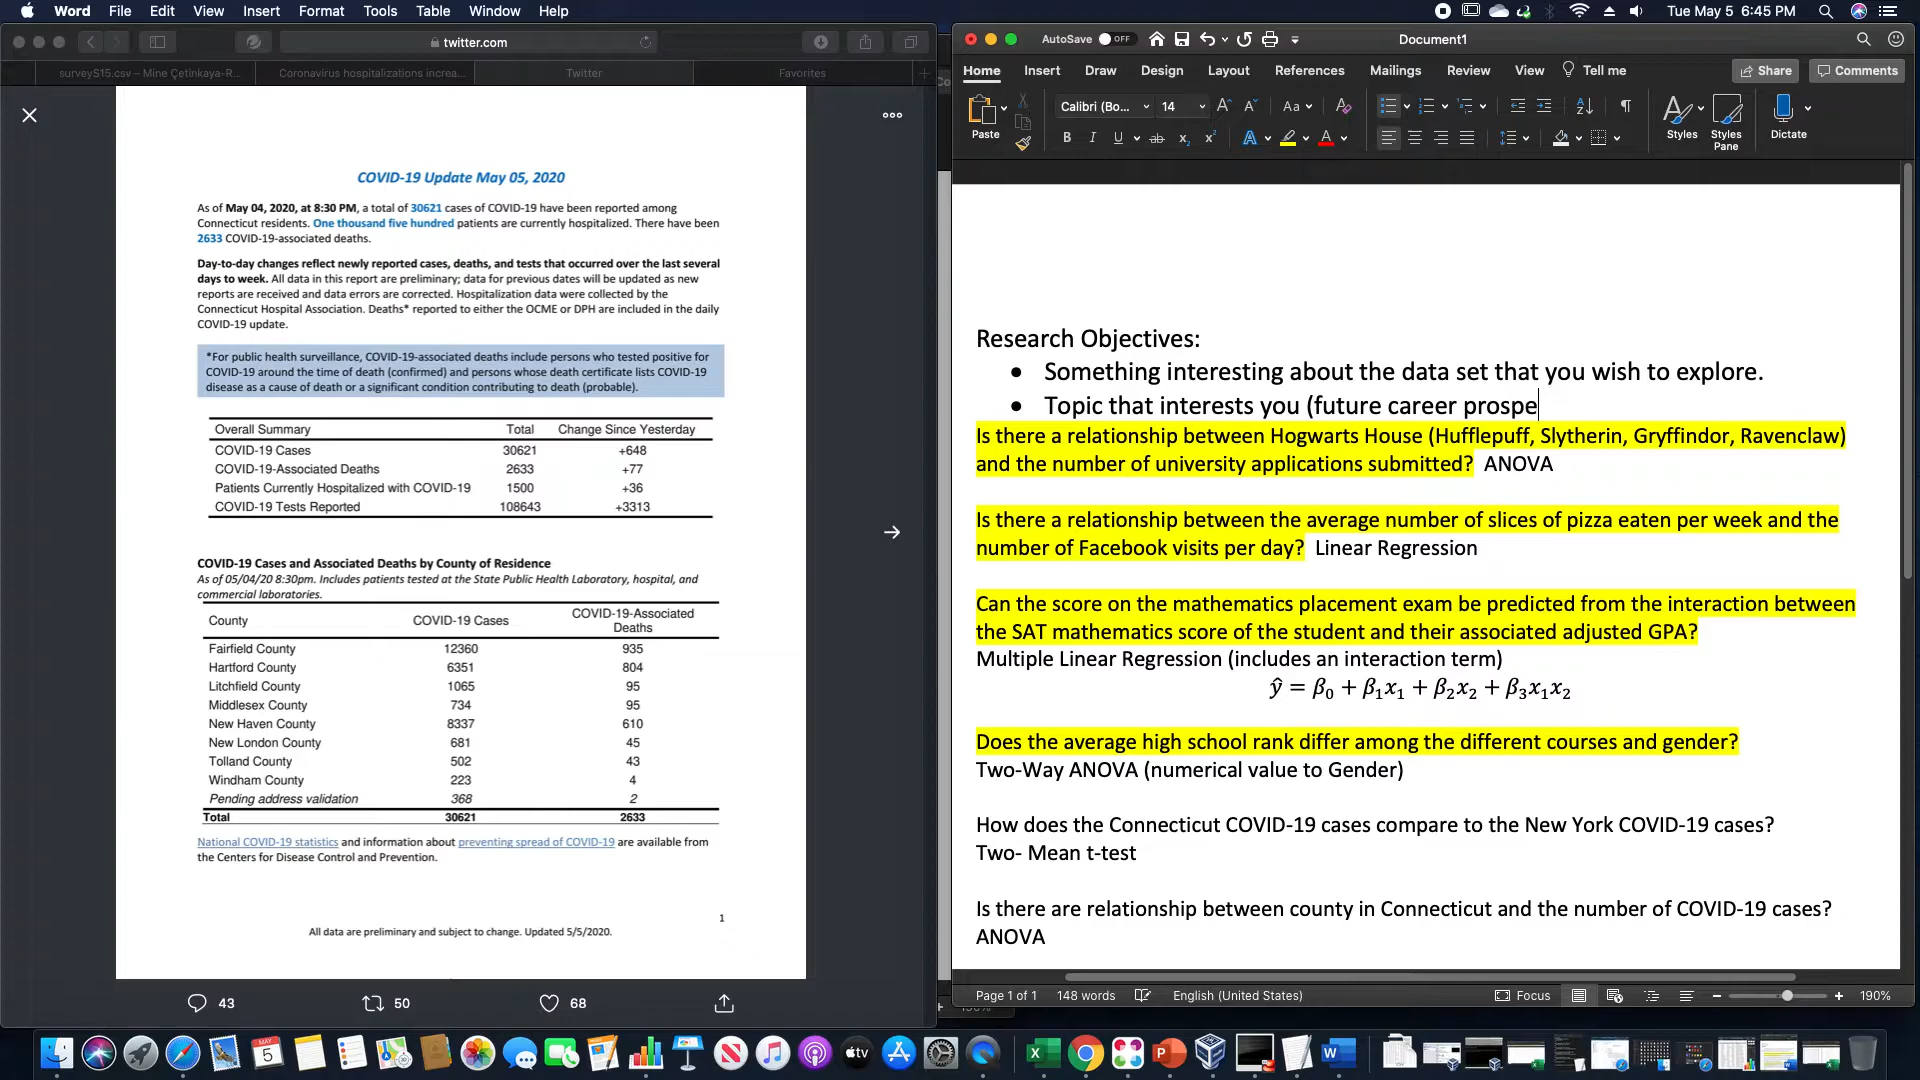 Word File Edit View Insert Format Tools Table Window Help
Tue May 5 6:45 PM
twitter.com
surveyS15.csv – Mine Çetinkaya-R...
Coronavirus hospitalizations increa...
Twitter
Favorites
COVID-19 Update May 05, 2020
As of May 04, 2020, at 8:30 PM, a total of 30621 cases of COVID-19 have been reported among
Connecticut residents. One thousand five hundred patients are currently hospitalized. There have been
2633 COVID-19-associated deaths.
Day-to-day changes reflect newly reported cases, deaths, and tests that occurred over the last several
days to week. All data in this report are preliminary; data for previous dates will be updated as new
reports are received and data errors are corrected. Hospitalization data were collected by the
Connecticut Hospital Association. Deaths* reported to either the OCME or DPH are included in the daily
COVID-19 update.
*For public health surveillance, COVID-19-associated deaths include persons who tested positive for
COVID-19 around the time of death (confirmed) and persons whose death certificate lists COVID-19
disease as a cause of death or a significant condition contributing to death (probable).
Overall Summary Total Change Since Yesterday
COVID-19 Cases 30621 +648
COVID-19-Associated Deaths 2633 +77
Patients Currently Hospitalized with COVID-19 1500 +36
COVID-19 Tests Reported 108643 +3313
COVID-19 Cases and Associated Deaths by County of Residence
As of 05/04/20 8:30pm. Includes patients tested at the State Public Health Laboratory, hospital, and
commercial laboratories.
County COVID-19 Cases COVID-19-Associated
Deaths
Fairfield County 12360 935
Hartford County 6351 804
Litchfield County 1065 95
Middlesex County 734 95
New Haven County 8337 610
New London County 681 45
Tolland County 502 43
Windham County 223 4
Pending address validation 368 2
Total 30621 2633
National COVID-19 statistics and information about preventing spread of COVID-19 are available from
the Centers for Disease Control and Prevention.
1
All data are preliminary and subject to change. Updated 5/5/2020.
43 50 68
AutoSave OFF
Document1
Home Insert Draw Design Layout References Mailings Review View Tell me
Share Comments
Paste
Calibri (Bo... 14
Styles
Styles
Pane
Dictate
Research Objectives:
• Something interesting about the data set that you wish to explore.
• Topic that interests you (future career prospe
Is there a relationship between Hogwarts House (Hufflepuff, Slytherin, Gryffindor, Ravenclaw)
and the number of university applications submitted? ANOVA
Is there a relationship between the average number of slices of pizza eaten per week and the
number of Facebook visits per day? Linear Regression
Can the score on the mathematics placement exam be predicted from the interaction between
the SAT mathematics score of the student and their associated adjusted GPA?
Multiple Linear Regression (includes an interaction term)
ŷ = β₀ + β₁x₁ + β₂x₂ + β₃x₁x₂
Does the average high school rank differ among the different courses and gender?
Two-Way ANOVA (numerical value to Gender)
How does the Connecticut COVID-19 cases compare to the New York COVID-19 cases?
Two- Mean t-test
Is there are relationship between county in Connecticut and the number of COVID-19 cases?
ANOVA
Page 1 of 1 148 words English (United States) Focus 190%